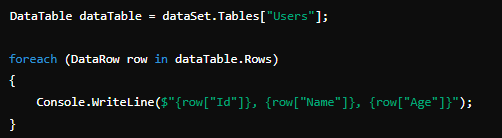 DataTable dataTable = dataSet.Tables["Users"];
foreach (DataRow row in dataTable.Rows)
{
    Console.WriteLine($"{row["Id"]}, {row["Name"]}, {row["Age"]}");
}